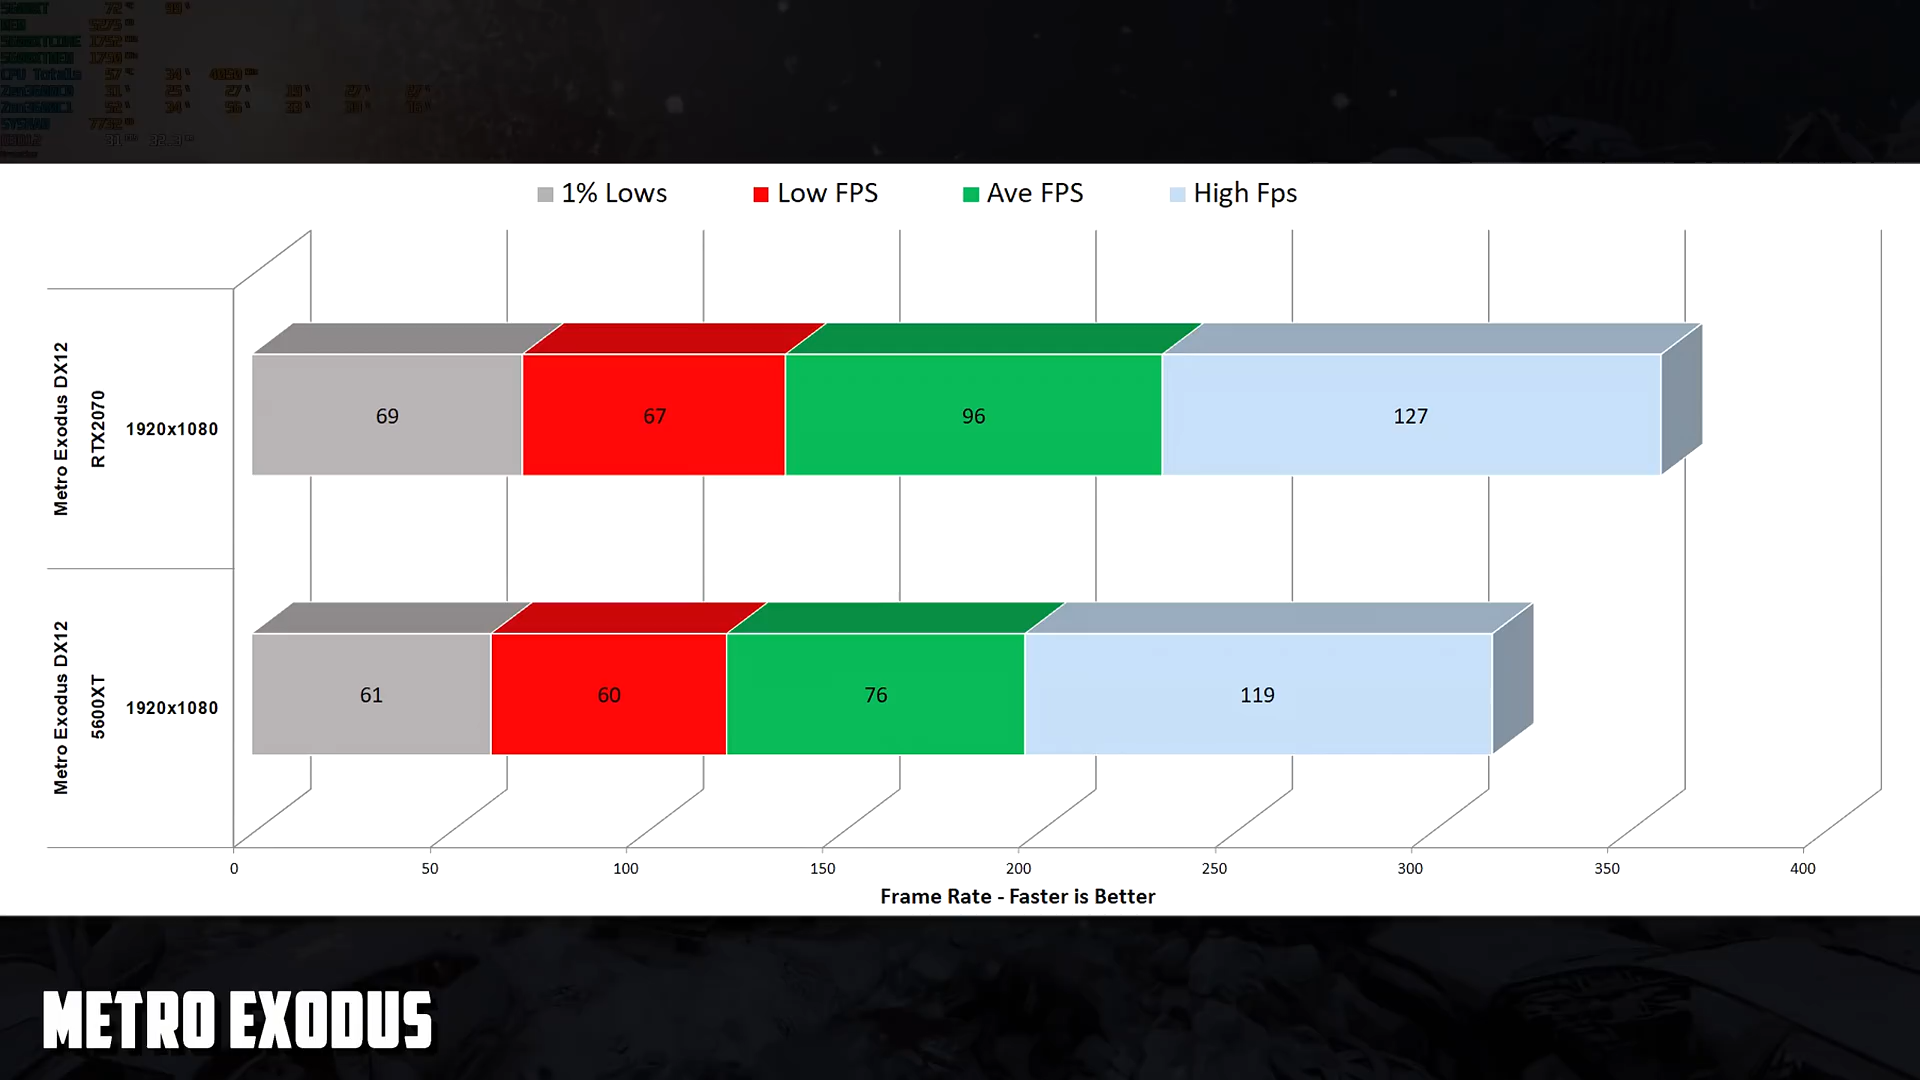 1% Lows
Low FPS
Ave FPS
High Fps
Metro Exodus DX12
RTX2070
1920x1080
69
67
96
127
Metro Exodus DX12
5600XT
1920x1080
61
60
76
119
0
50
100
150
200
250
300
350
400
Frame Rate - Faster is Better
METRO EXODUS